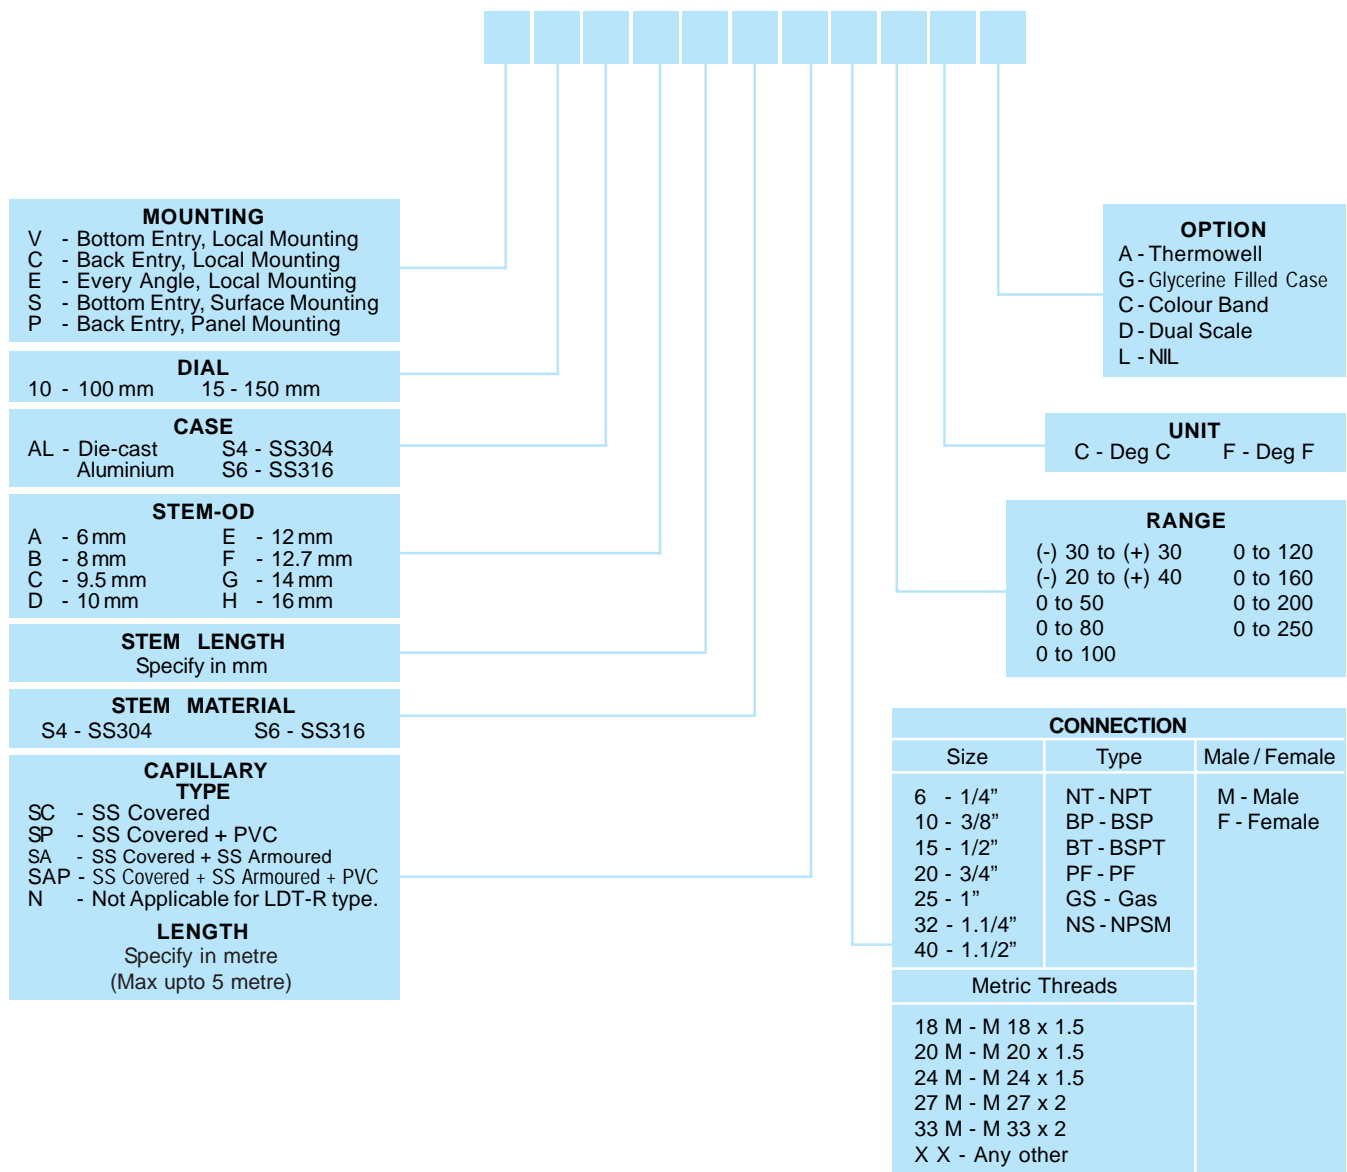 MOUNTING
V - Bottom Entry, Local Mounting
C - Back Entry, Local Mounting
E - Every Angle, Local Mounting
S - Bottom Entry, Surface Mounting
P - Back Entry, Panel Mounting
DIAL
10 - 100 mm 15 - 150 mm
CASE
AL - Die-cast S4 - SS304
Aluminium S6 - SS316
STEM-OD
A - 6 mm E - 12 mm
B - 8 mm F - 12.7 mm
C - 9.5 mm G - 14 mm
D - 10 mm H - 16 mm
STEM LENGTH
Specify in mm
STEM MATERIAL
S4 - SS304 S6 - SS316
CAPILLARY
TYPE
SC - SS Covered
SP - SS Covered + PVC
SA - SS Covered + SS Armoured
SAP - SS Covered + SS Armoured + PVC
N - Not Applicable for LDT-R type.
LENGTH
Specify in metre
(Max upto 5 metre)
OPTION
A - Thermowell
G - Glycerine Filled Case
C - Colour Band
D - Dual Scale
L - NIL
UNIT
C - Deg C F - Deg F
RANGE
(-) 30 to (+) 30 0 to 120
(-) 20 to (+) 40 0 to 160
0 to 50 0 to 200
0 to 80 0 to 250
0 to 100
CONNECTION
Size Type Male / Female
6 - 1/4” NT - NPT M - Male
10 - 3/8” BP - BSP F - Female
15 - 1/2” BT - BSPT
20 - 3/4” PF - PF
25 - 1” GS - Gas
32 - 1.1/4” NS - NPSM
40 - 1.1/2”
Metric Threads
18 M - M 18 x 1.5
20 M - M 20 x 1.5
24 M - M 24 x 1.5
27 M - M 27 x 2
33 M - M 33 x 2
X X - Any other